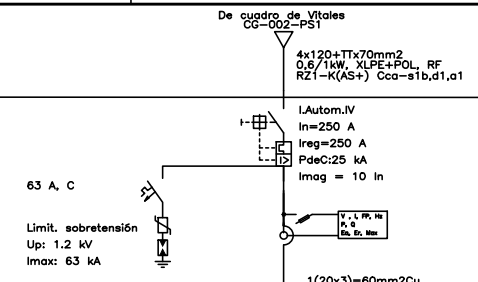 De cuadro de Vitales
CG-002-PS1
4x120+TTx70mm2
0,6/1kW, XLPE+POL, RF
RZ1-K(AS+) Cca-s1b,d1,a1
I.Autom.IV
In=250 A
Ireg=250 A
PdeC:25 kA
Imag = 10 In
I>
63 A, C
Limit. sobretensión
Up: 1.2 kV
Imax: 63 kA
V , I, FP, Hz
P, Q
Ea, Er, Max
1(20x3)=60mm2Cu